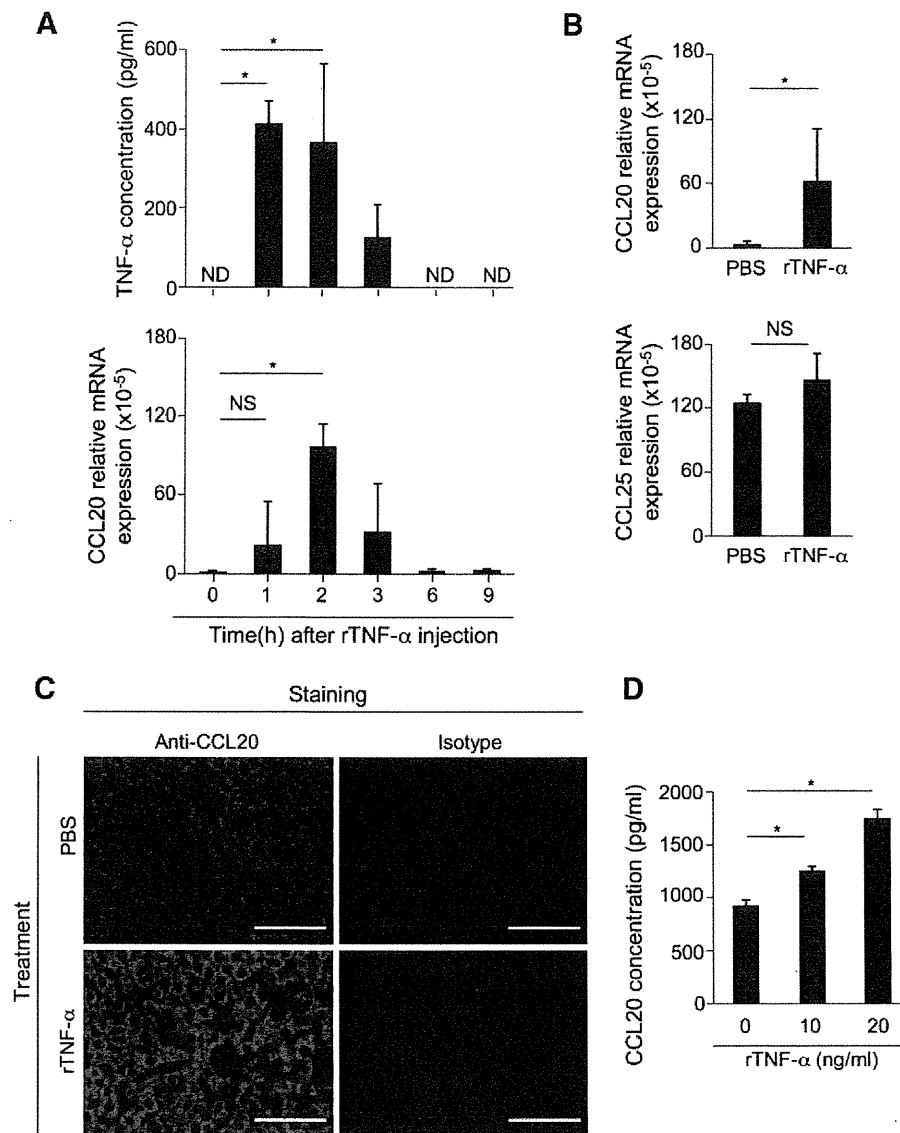 A
TNF-α concentration (pg/ml)
600
400
200
0
*
*
ND
ND
ND
CCL20 relative mRNA
expression (x10-5)
180
120
60
0
*
NS
0 1 2 3 6 9
Time(h) after rTNF-α injection
B
CCL20 relative mRNA
expression (x10-5)
180
120
60
0
*
PBS rTNF-α
CCL25 relative mRNA
expression (x10-5)
180
120
60
0
NS
PBS rTNF-α
C
Staining
Anti-CCL20 Isotype
Treatment
PBS
rTNF-α
D
CCL20 concentration (pg/ml)
2000
1500
1000
500
0
*
*
0 10 20
rTNF-α (ng/ml)